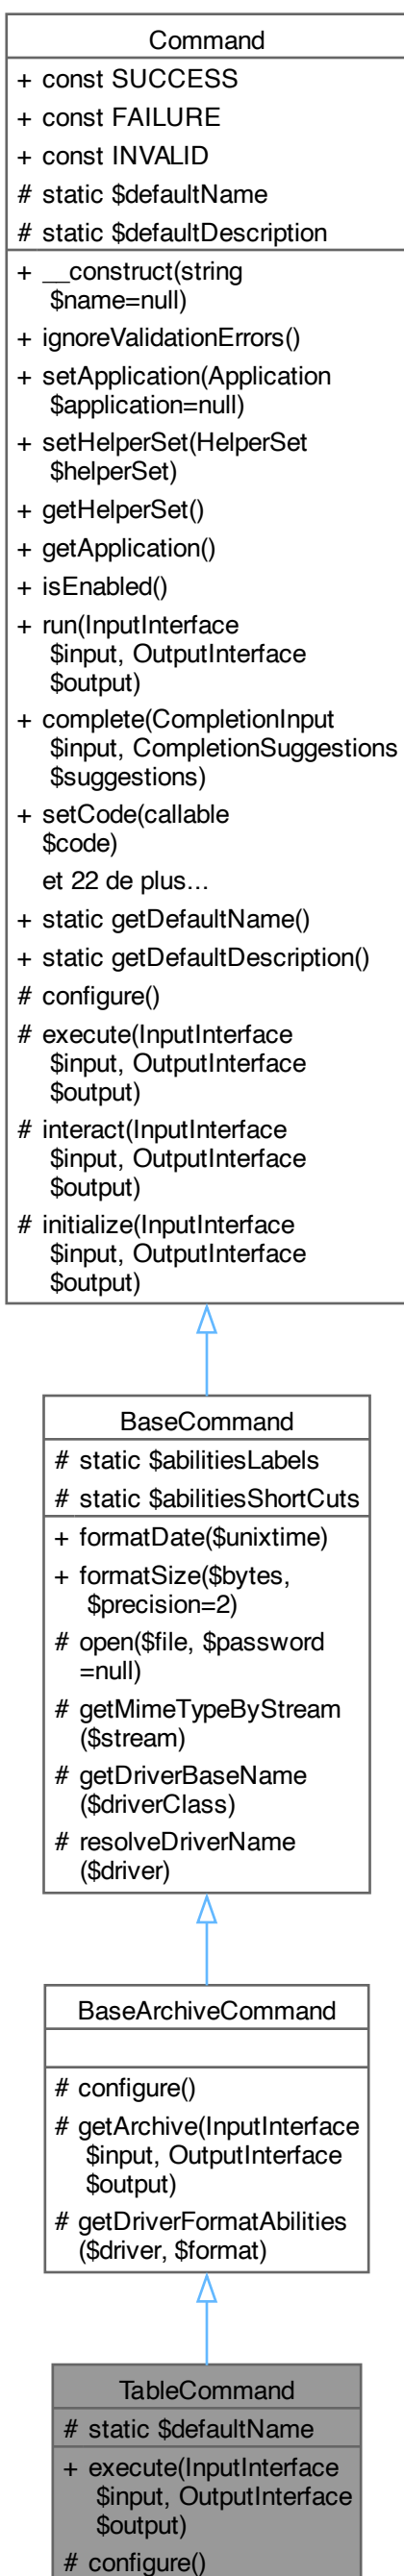 Command
+ const SUCCESS
+ const FAILURE
+ const INVALID
# static $defaultName
# static $defaultDescription
+ __construct(string
$name=null)
+ ignoreValidationErrors()
+ setApplication(Application
$application=null)
+ setHelperSet(HelperSet
$helperSet)
+ getHelperSet()
+ getApplication()
+ isEnabled()
+ run(InputInterface
$input, OutputInterface
$output)
+ complete(CompletionInput
$input, CompletionSuggestions
$suggestions)
+ setCode(callable
$code)
et 22 de plus...
+ static getDefaultName()
+ static getDefaultDescription()
# configure()
# execute(InputInterface
$input, OutputInterface
$output)
# interact(InputInterface
$input, OutputInterface
$output)
# initialize(InputInterface
$input, OutputInterface
$output)
BaseCommand
# static $abilitiesLabels
# static $abilitiesShortCuts
+ formatDate($unixtime)
+ formatSize($bytes,
$precision=2)
# open($file, $password
=null)
# getMimeTypeByStream
($stream)
# getDriverBaseName
($driverClass)
# resolveDriverName
($driver)
BaseArchiveCommand
# configure()
# getArchive(InputInterface
$input, OutputInterface
$output)
# getDriverFormatAbilities
($driver, $format)
TableCommand
# static $defaultName
+ execute(InputInterface
$input, OutputInterface
$output)
# configure()